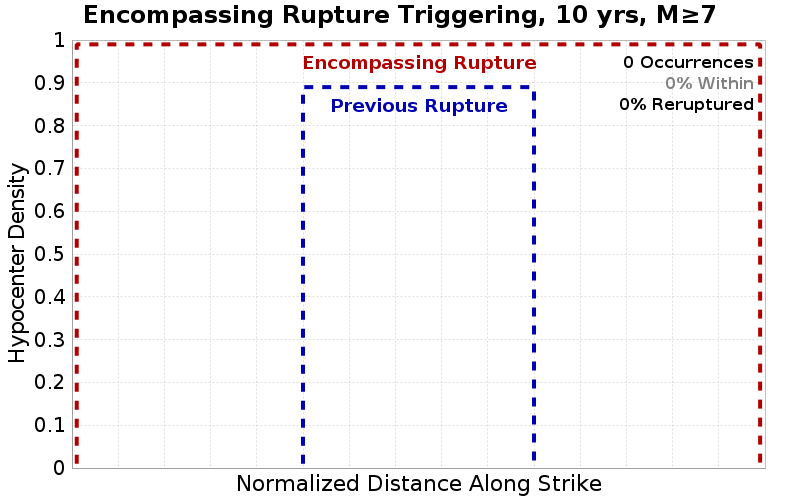 Encompassing Rupture Triggering, 10 yrs, M≥7
1
0.9
0.8
0.7
0.6
0.5
0.4
0.3
0.2
0.1
0
Hypocenter Density
Encompassing Rupture
Previous Rupture
0 Occurrences
0% Within
0% Reruptured
Normalized Distance Along Strike